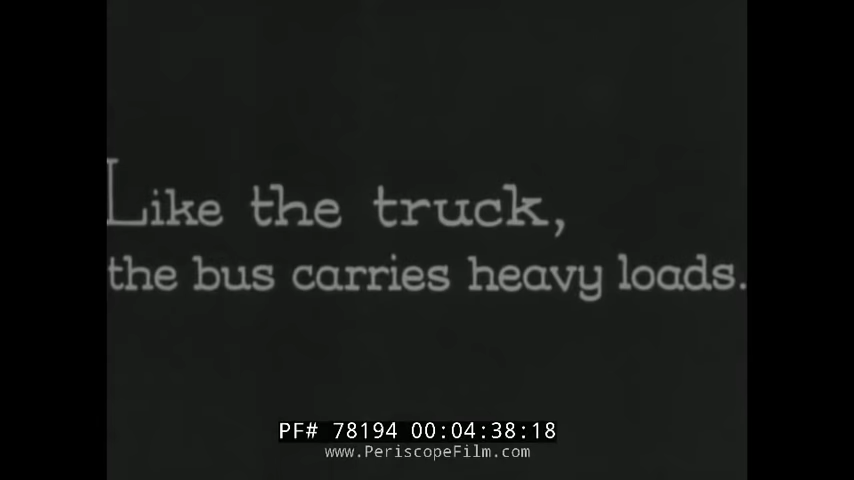 Like the truck,
the bus carries heavy loads.
PF# 78194 00:04:38:18
www.PeriscopeFilm.com